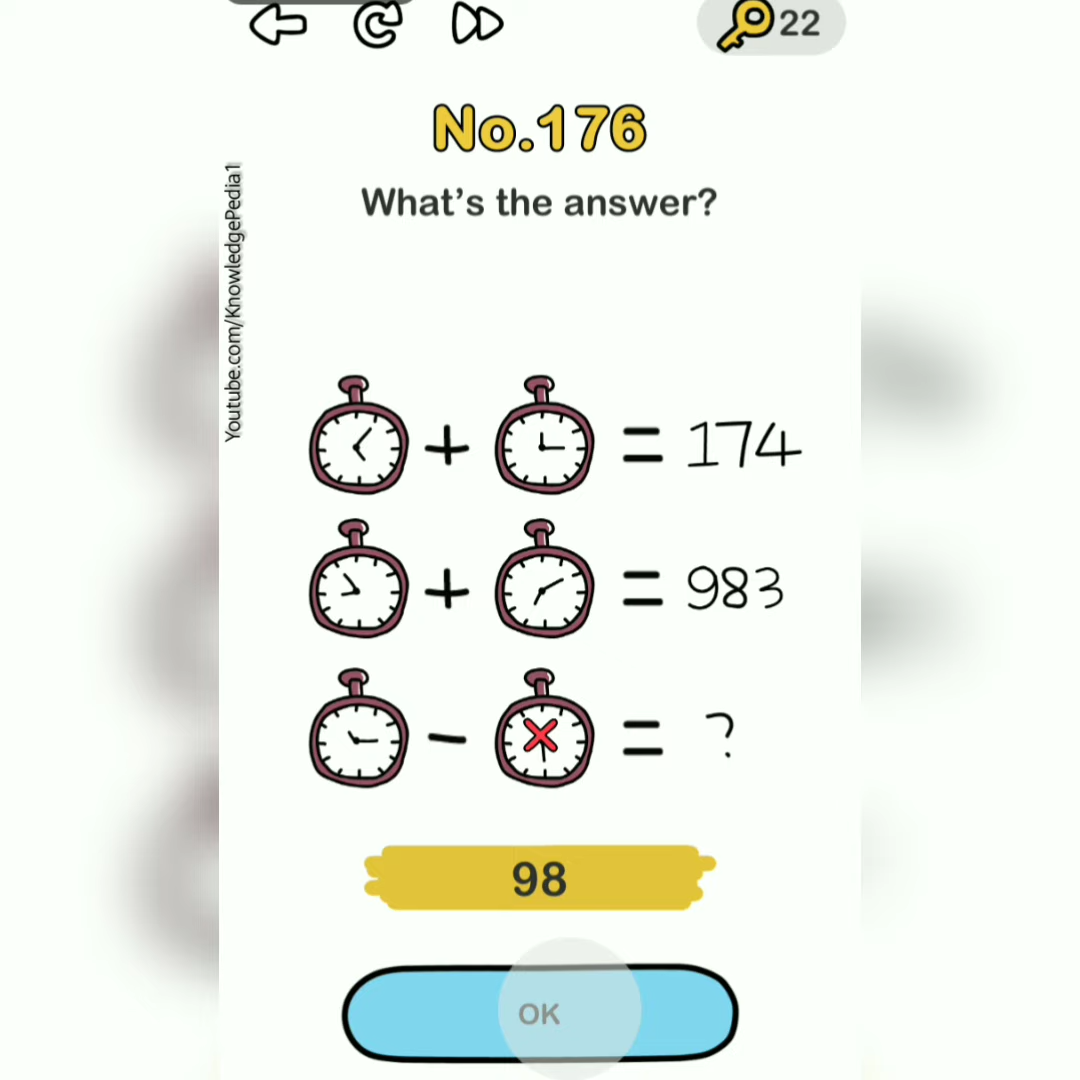 22
No.176
What's the answer?
Youtube.com/KnowledgePedia1
+ = 174
+ = 983
- = ?
98
OK